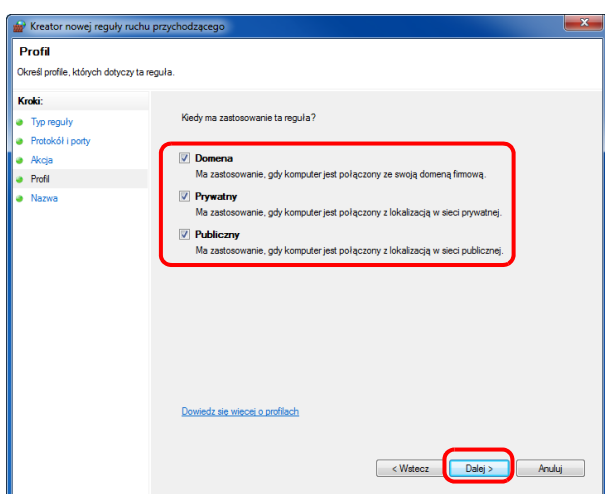 Kreator nowej reguły ruchu przychodzącego
Profil
Określ profile, których dotyczy ta reguła.
Kroki:
Typ reguły
Protokół i porty
Akcja
Profil
Nazwa
Kiedy ma zastosowanie ta reguła?
Domena
Ma zastosowanie, gdy komputer jest połączony ze swoją domeną firmową.
Prywatny
Ma zastosowanie, gdy komputer jest połączony z lokalizacją w sieci prywatnej.
Publiczny
Ma zastosowanie, gdy komputer jest połączony z lokalizacją w sieci publicznej.
Dowiedz się więcej o profilach
< Wstecz Dalej > Anuluj